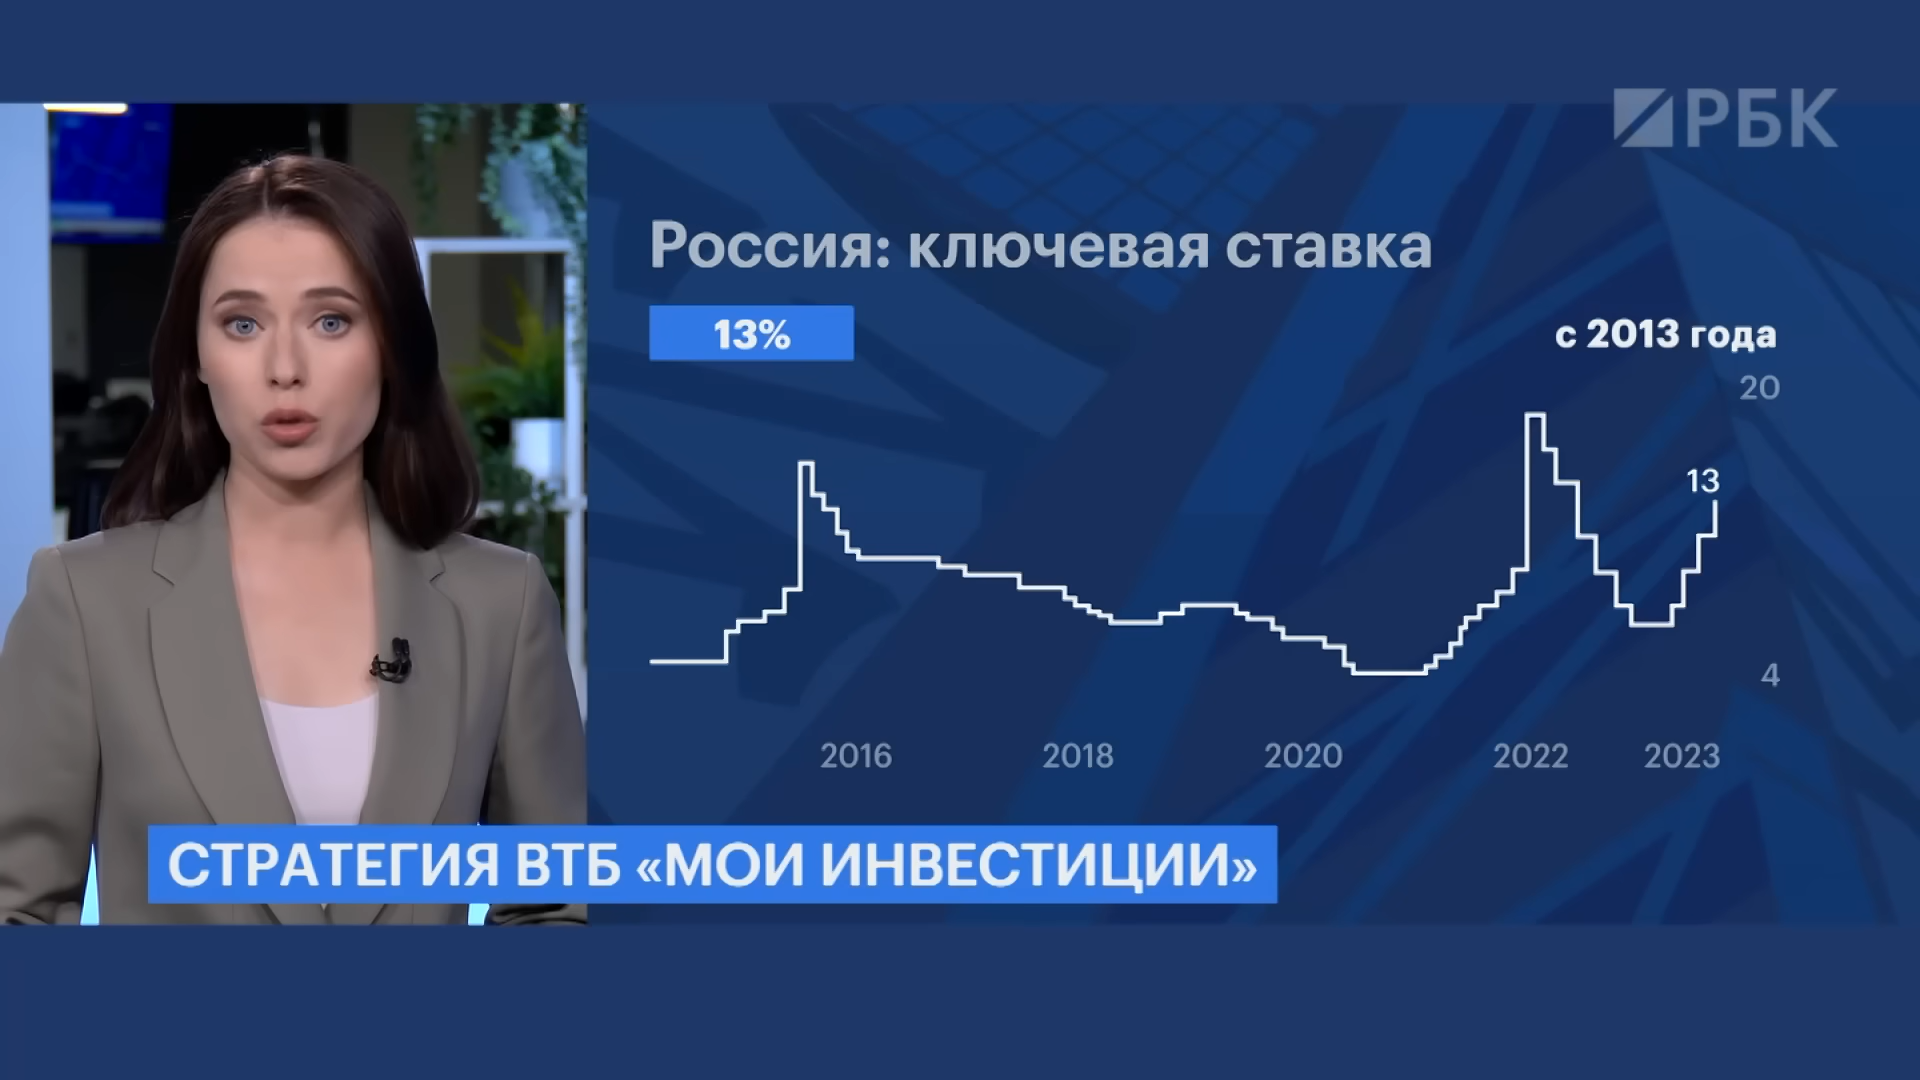 РБК
Россия: ключевая ставка
13%
с 2013 года
20
13
4
2016 2018 2020 2022 2023
СТРАТЕГИЯ ВТБ «МОИ ИНВЕСТИЦИИ»